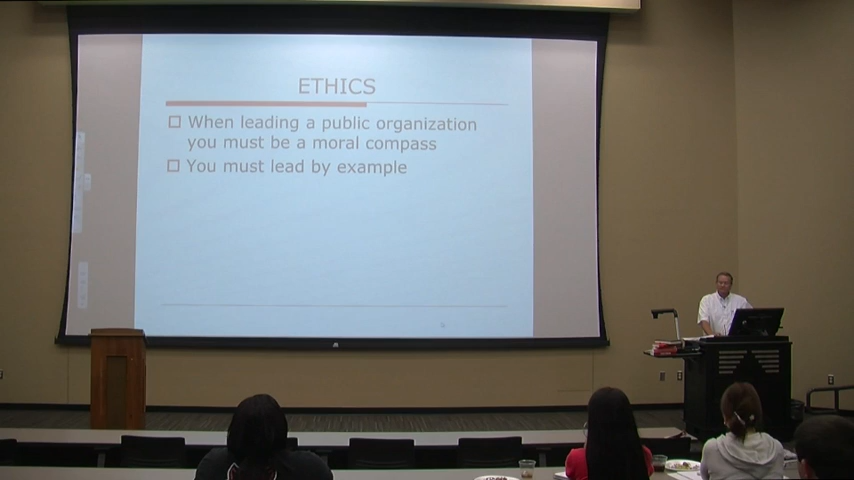 ETHICS
When leading a public organization
you must be a moral compass
You must lead by example